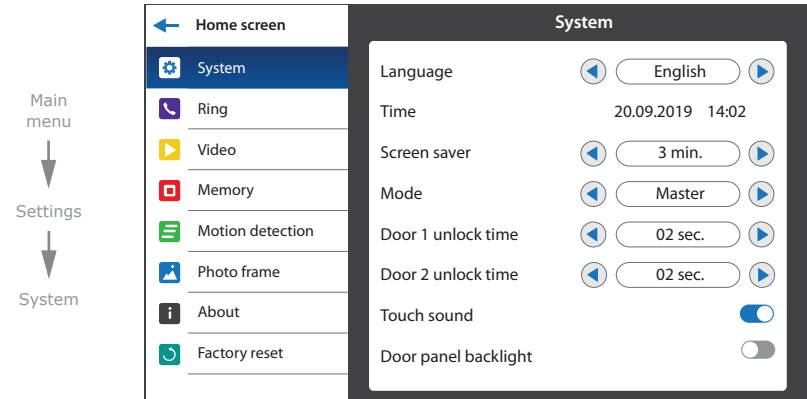 Main
menu
Settings
System
Home screen
System
Ring
Video
Memory
Motion detection
Photo frame
About
Factory reset
System
Language English
Time 20.09.2019 14:02
Screen saver 3 min.
Mode Master
Door 1 unlock time 02 sec.
Door 2 unlock time 02 sec.
Touch sound
Door panel backlight